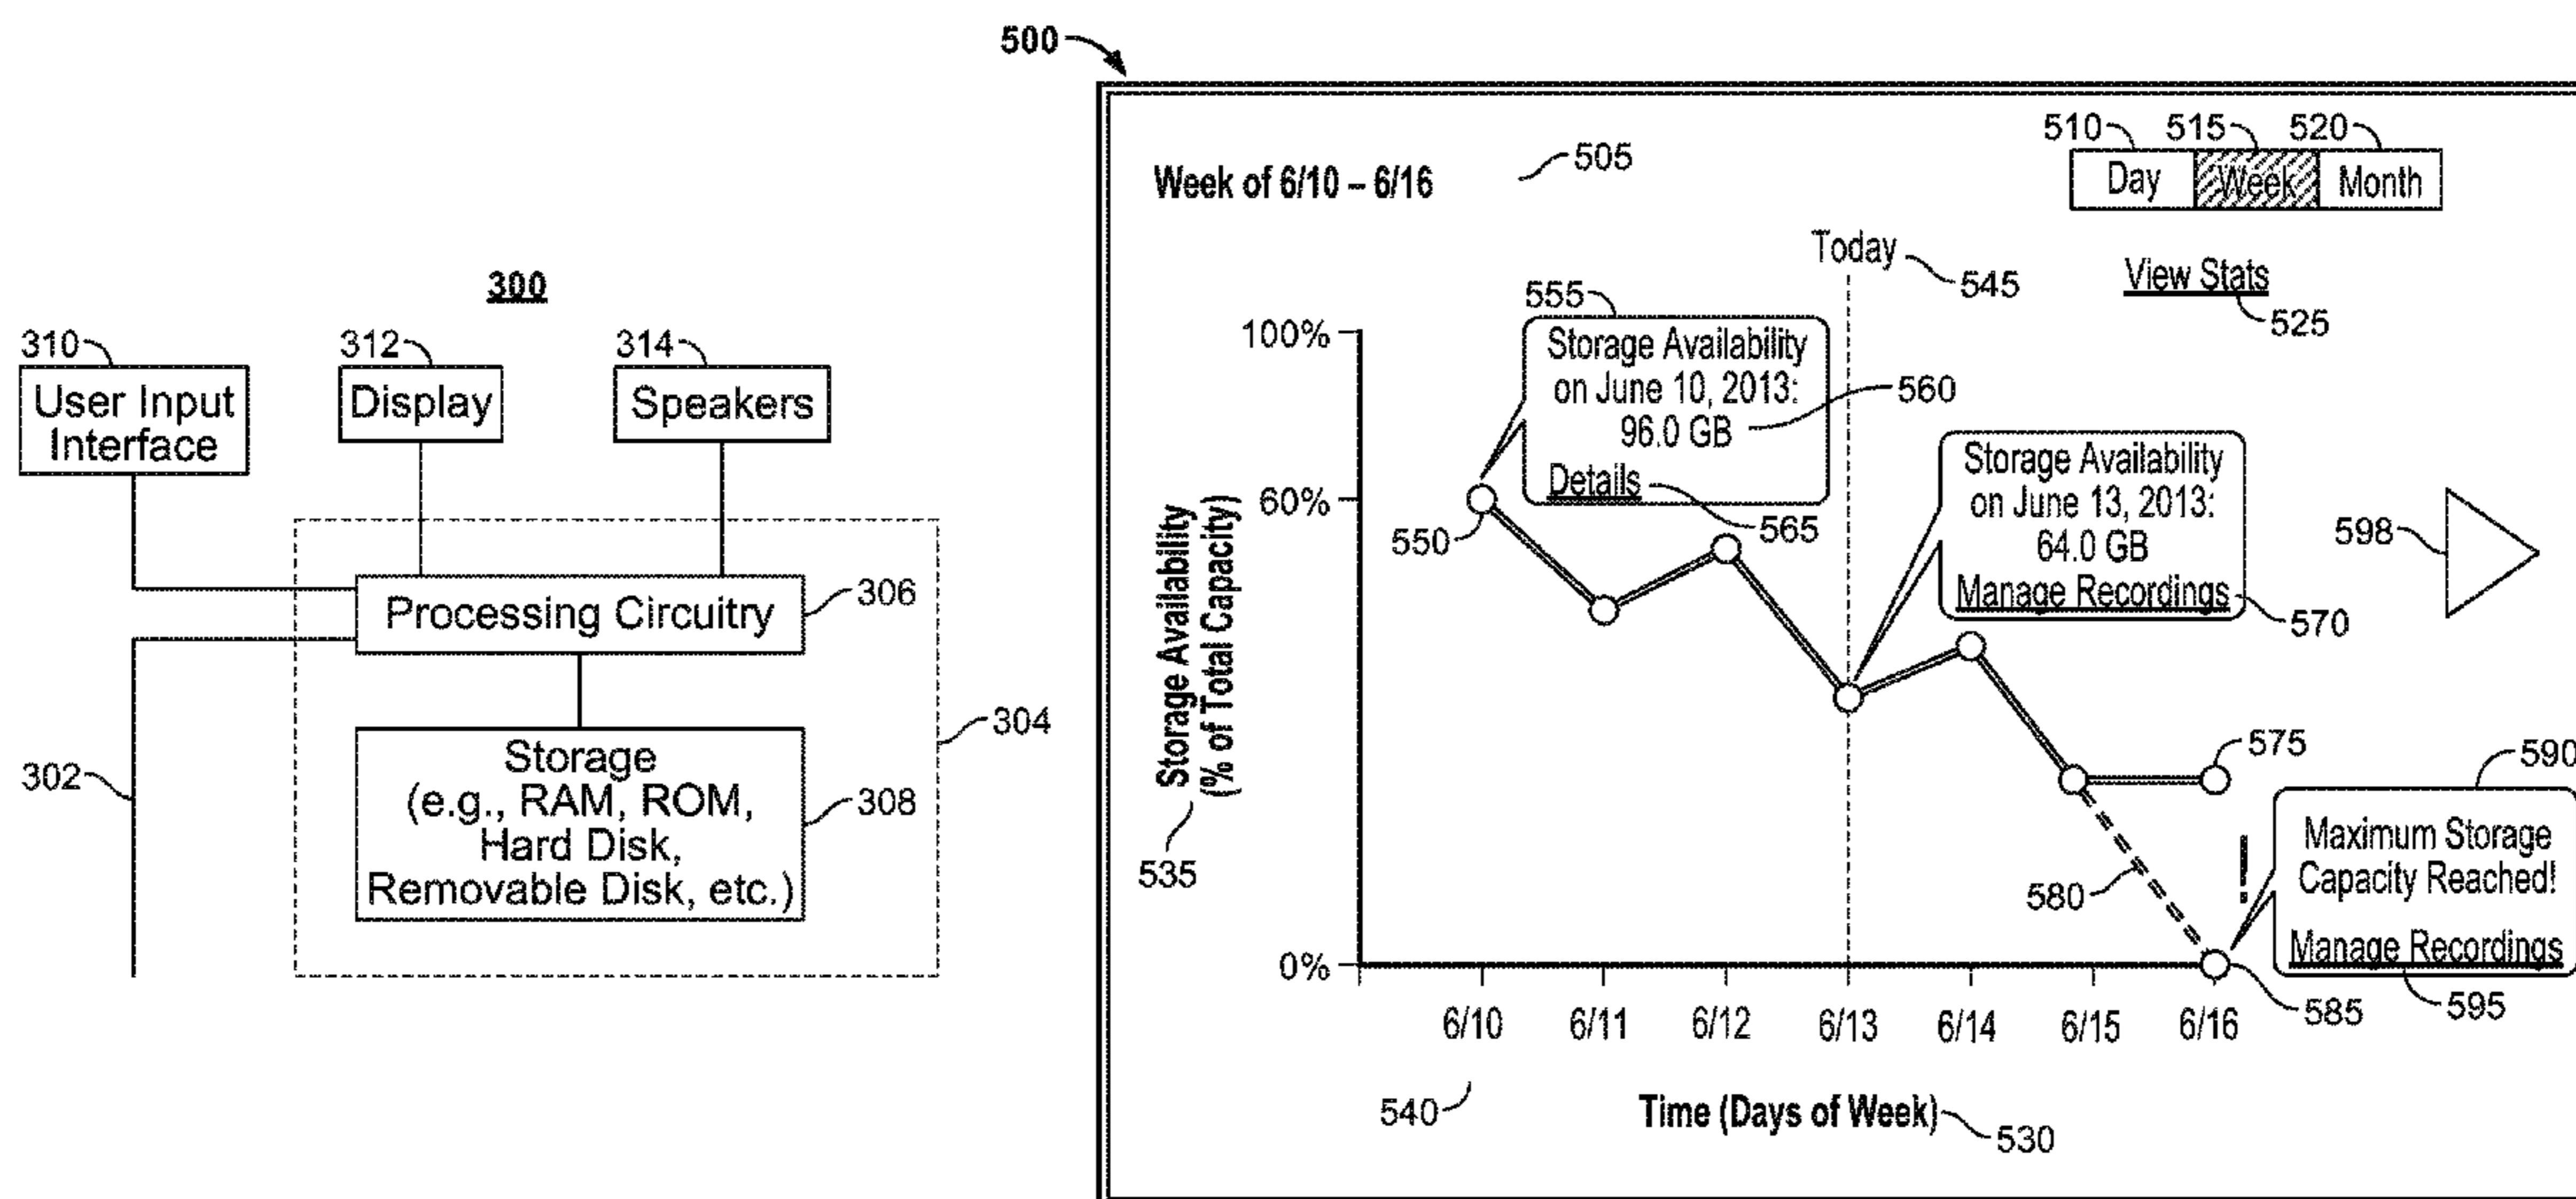 300
310
User Input
Interface
312
Display
314
Speakers
Processing Circuitry
306
304
Storage
(e.g., RAM, ROM,
Hard Disk,
Removable Disk, etc.)
308
302
500
Week of 6/10 – 6/16
505
510
515
520
Day
Week
Month
Today
545
View Stats
525
555
Storage Availability
on June 10, 2013:
96.0 GB
560
Details
565
Storage Availability
on June 13, 2013:
64.0 GB
Manage Recordings
570
598
100%
60%
0%
550
Storage Availability
(% of Total Capacity)
535
575
580
590
Maximum Storage
Capacity Reached!
Manage Recordings
!
585
595
6/10
6/11
6/12
6/13
6/14
6/15
6/16
540
Time (Days of Week)
530